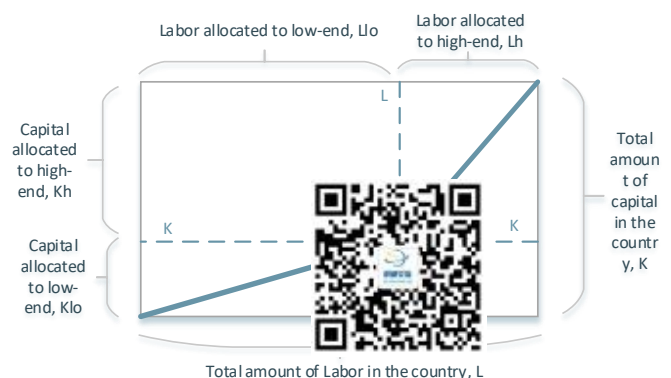 Labor allocated to low-end, Llo
Labor allocated
to high-end, Lh
L
Capital
allocated
to high-
end, Kh
K
K
Capital
allocated
to low-
end, Klo
Total
amoun
t of
capital
in the
countr
y, K
Total amount of Labor in the country, L